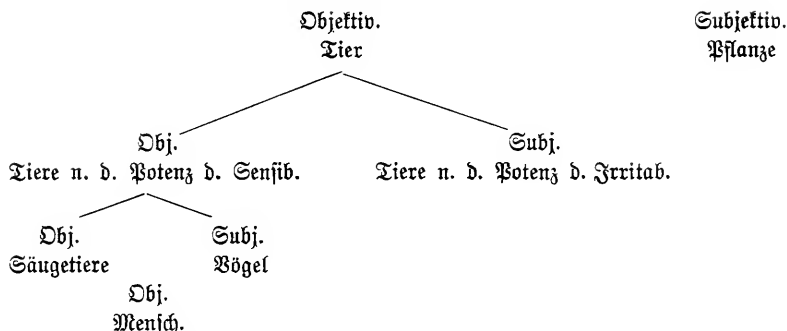 Objektiv. Subjektiv.
Tier Pflanze
Obj. Subj.
Tiere n. d. Potenz d. Sensib. Tiere n. d. Potenz d. Irritab.
Obj. Subj.
Säugetiere Vögel
Obj.
Mensch.